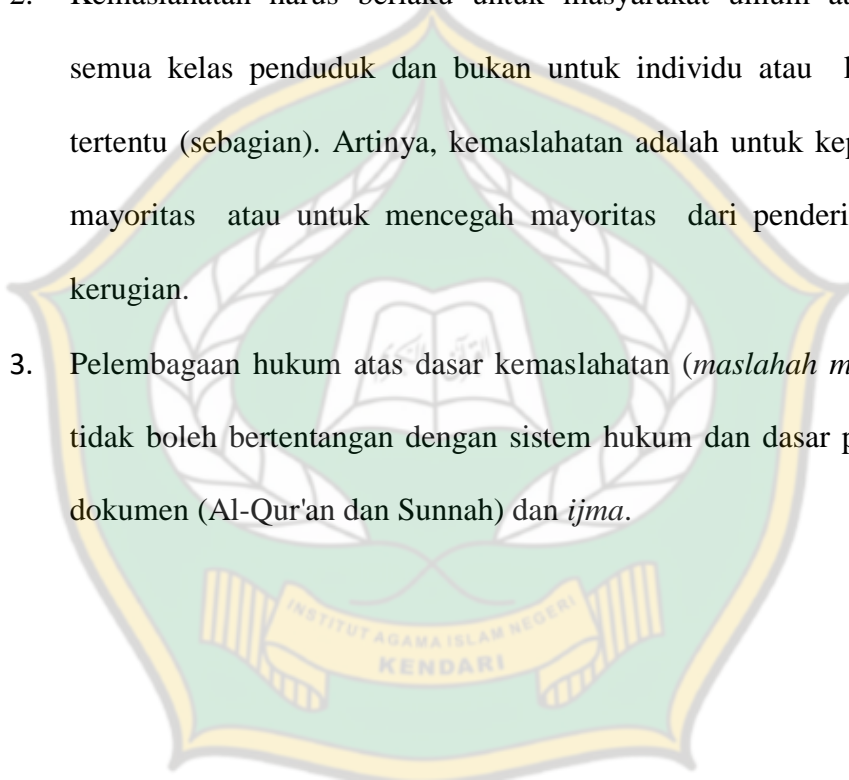 2. Kemaslahatan harus berlaku untuk masyarakat umum
semua kelas penduduk dan bukan untuk individu atau
tertentu (sebagian). Artinya, kemaslahatan adalah untuk
mayoritas atau untuk mencegah mayoritas dari
kerugian.
3. Pelembagaan hukum atas dasar kemaslahatan (maslahah
tidak boleh bertentangan dengan sistem hukum dan dasar
dokumen (Al-Qur'an dan Sunnah) dan ijma.
INSTITUT AGAMA ISLAM NEGERI
KENDARI